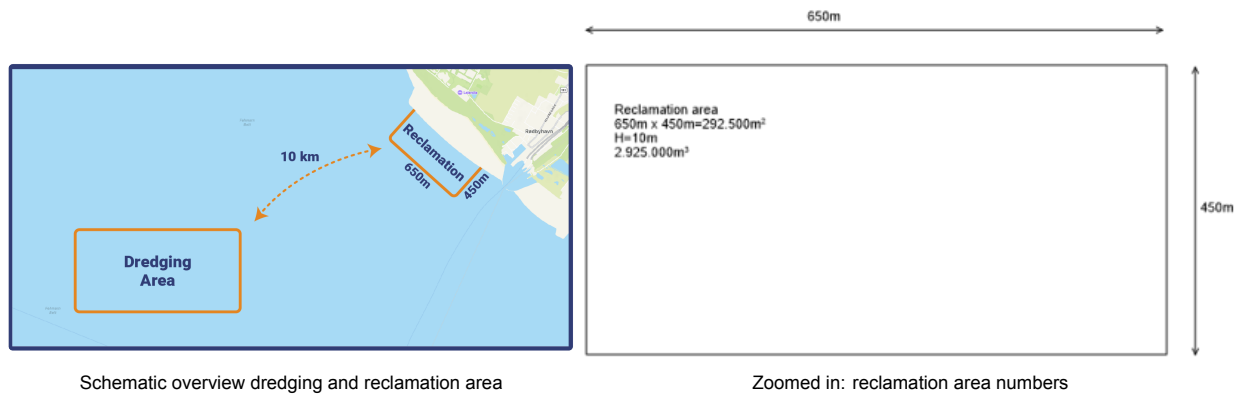 650m
Reclamation area
650m x 450m=292.500m²
H=10m
2.925.000m³
450m
10 km
Reclamation
650m
450m
Dredging
Area
Rødbyhavn
Schematic overview dredging and reclamation area
Zoomed in: reclamation area numbers